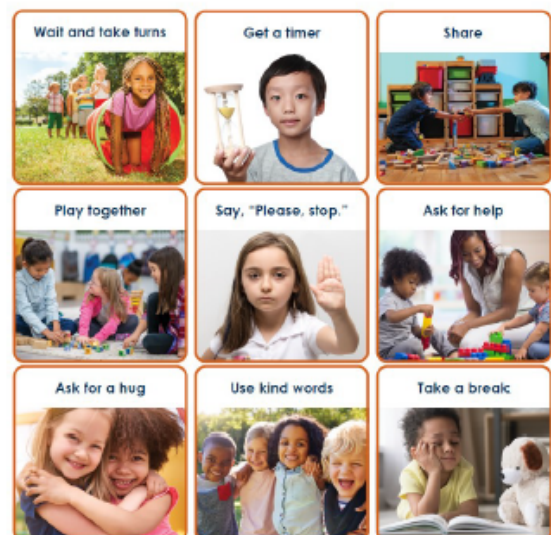 Wait and take turns
Get a timer
Share
Play together
Say, "Please, stop."
Ask for help
Ask for a hug
Use kind words
Take a break